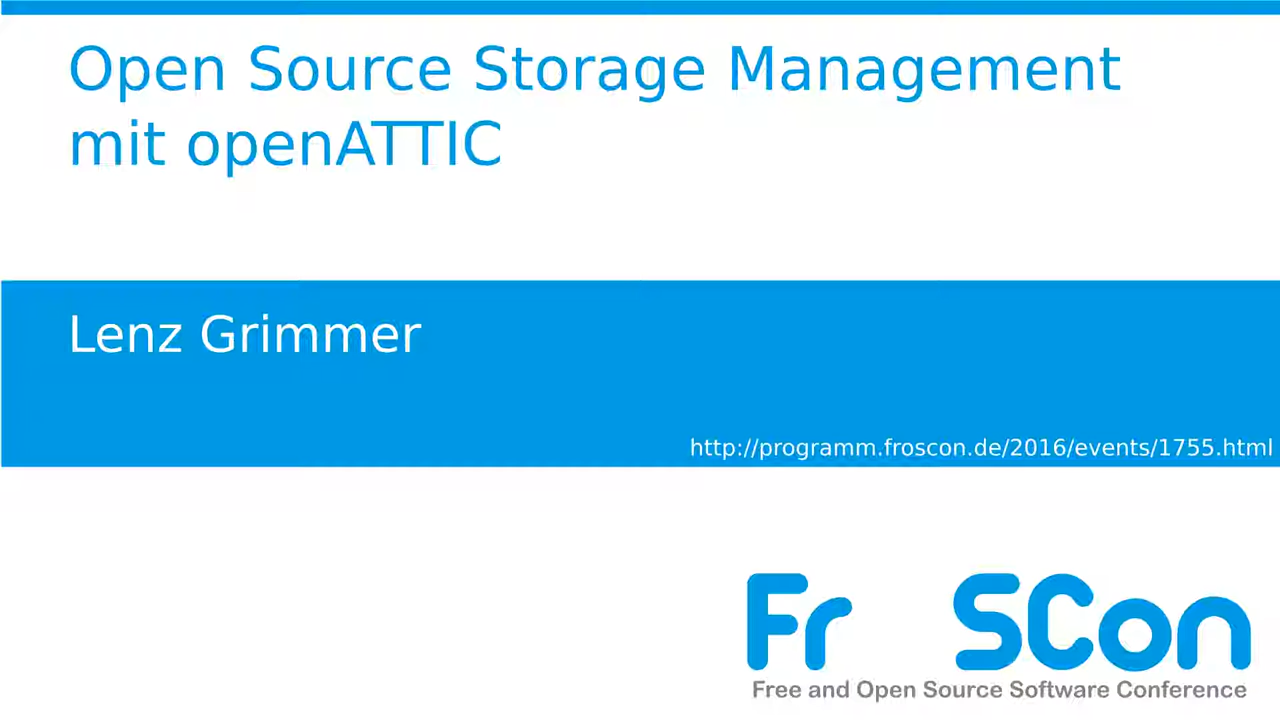 Open Source Storage Management
mit openATTIC
Lenz Grimmer
http://programm.froscon.de/2016/events/1755.html
Fr SCon
Free and Open Source Software Conference